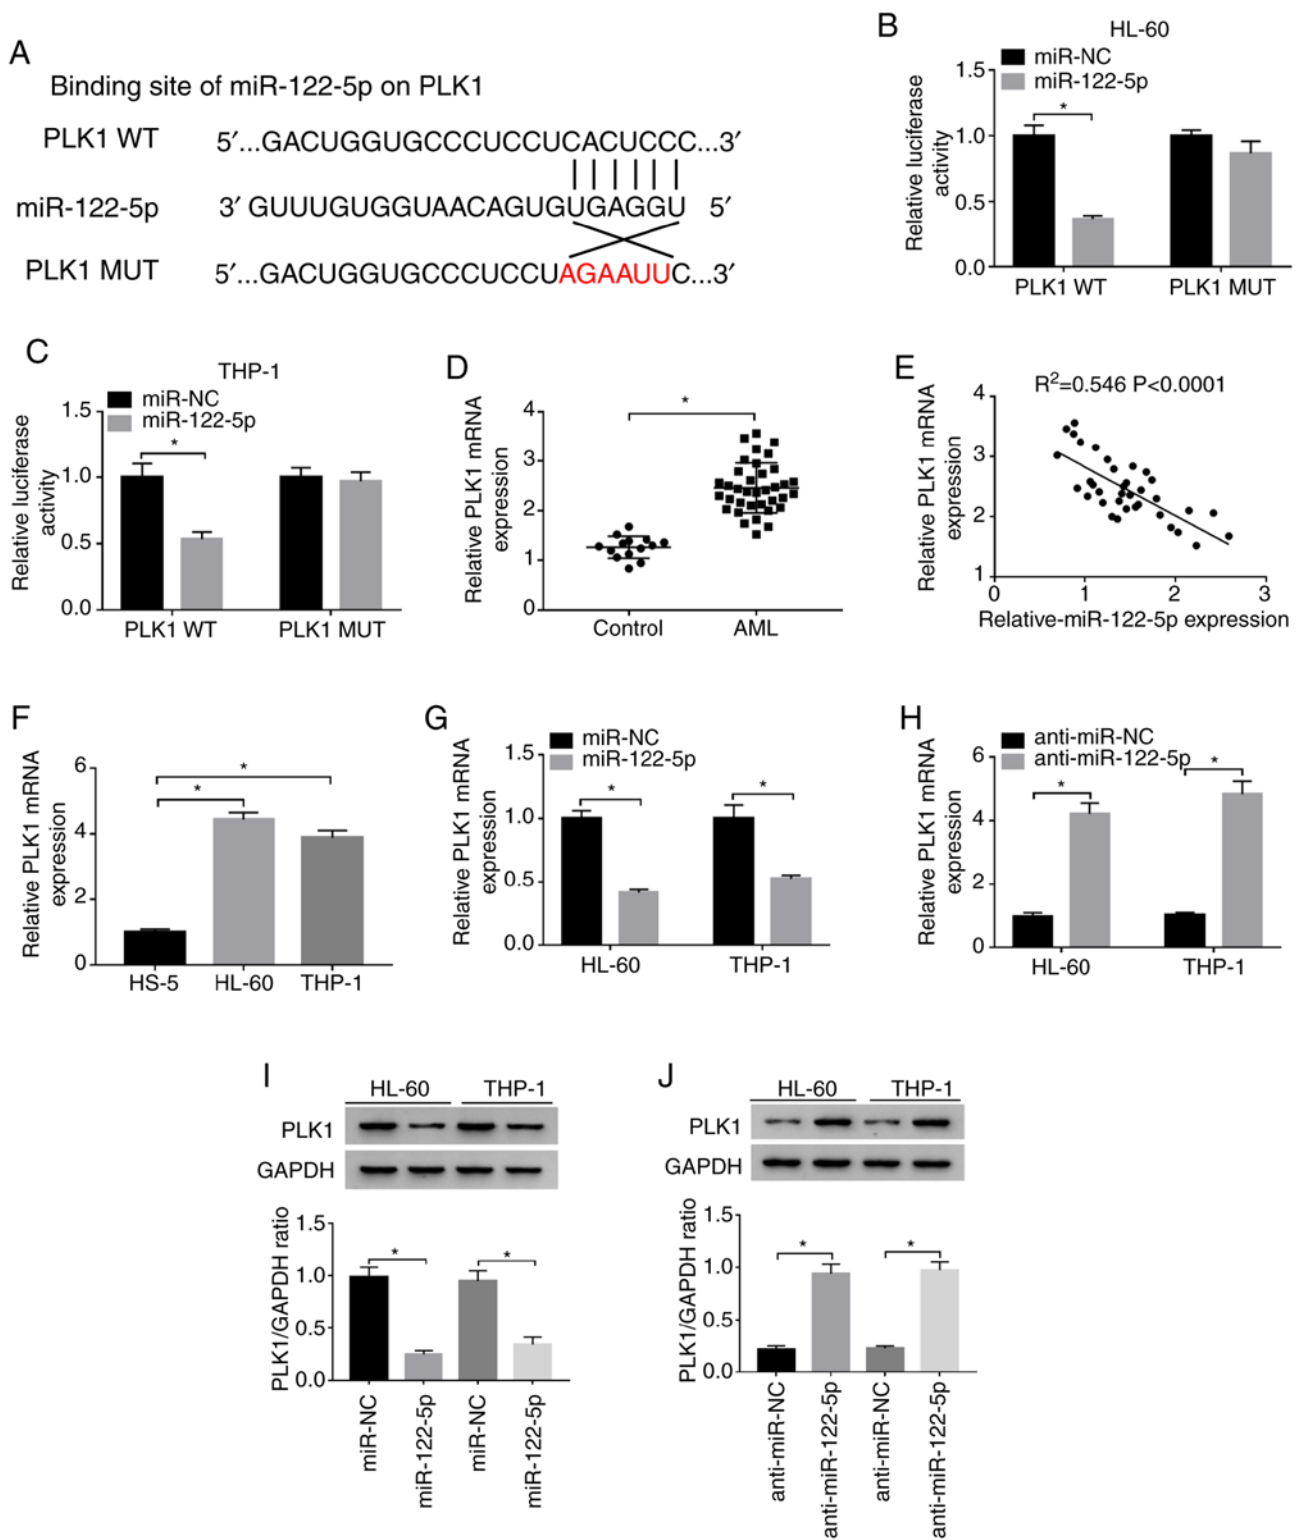 A
Binding site of miR-122-5p on PLK1
PLK1 WT 5′...GACUGGUGCCCUCCUCACUCCC...3′
miR-122-5p 3′ GUUUGUGGUAACAGUGUGAGGU 5′
PLK1 MUT 5′...GACUGGUGCCCUCCUAGAAUUC...3′
B
HL-60
miR-NC
miR-122-5p
Relative luciferase
activity
1.5
1.0
0.5
0.0
*
PLK1 WT PLK1 MUT
C
THP-1
miR-NC
miR-122-5p
Relative luciferase
activity
1.5
1.0
0.5
0.0
*
PLK1 WT PLK1 MUT
D
Relative PLK1 mRNA
expression
4
3
2
1
0
*
Control AML
E
R²=0.546 P<0.0001
Relative PLK1 mRNA
expression
4
3
2
1
0 1 2 3
Relative-miR-122-5p expression
F
Relative PLK1 mRNA
expression
6
4
2
0
*
*
HS-5 HL-60 THP-1
G
miR-NC
miR-122-5p
Relative PLK1 mRNA
expression
1.5
1.0
0.5
0.0
* *
HL-60 THP-1
H
anti-miR-NC
anti-miR-122-5p
Relative PLK1 mRNA
expression
6
4
2
0
* *
HL-60 THP-1
I
HL-60 THP-1
PLK1
GAPDH
PLK1/GAPDH ratio
1.5
1.0
0.5
0.0
* *
miR-NC
miR-122-5p
miR-NC
miR-122-5p
J
HL-60 THP-1
PLK1
GAPDH
PLK1/GAPDH ratio
1.5
1.0
0.5
0.0
* *
anti-miR-NC
anti-miR-122-5p
anti-miR-NC
anti-miR-122-5p